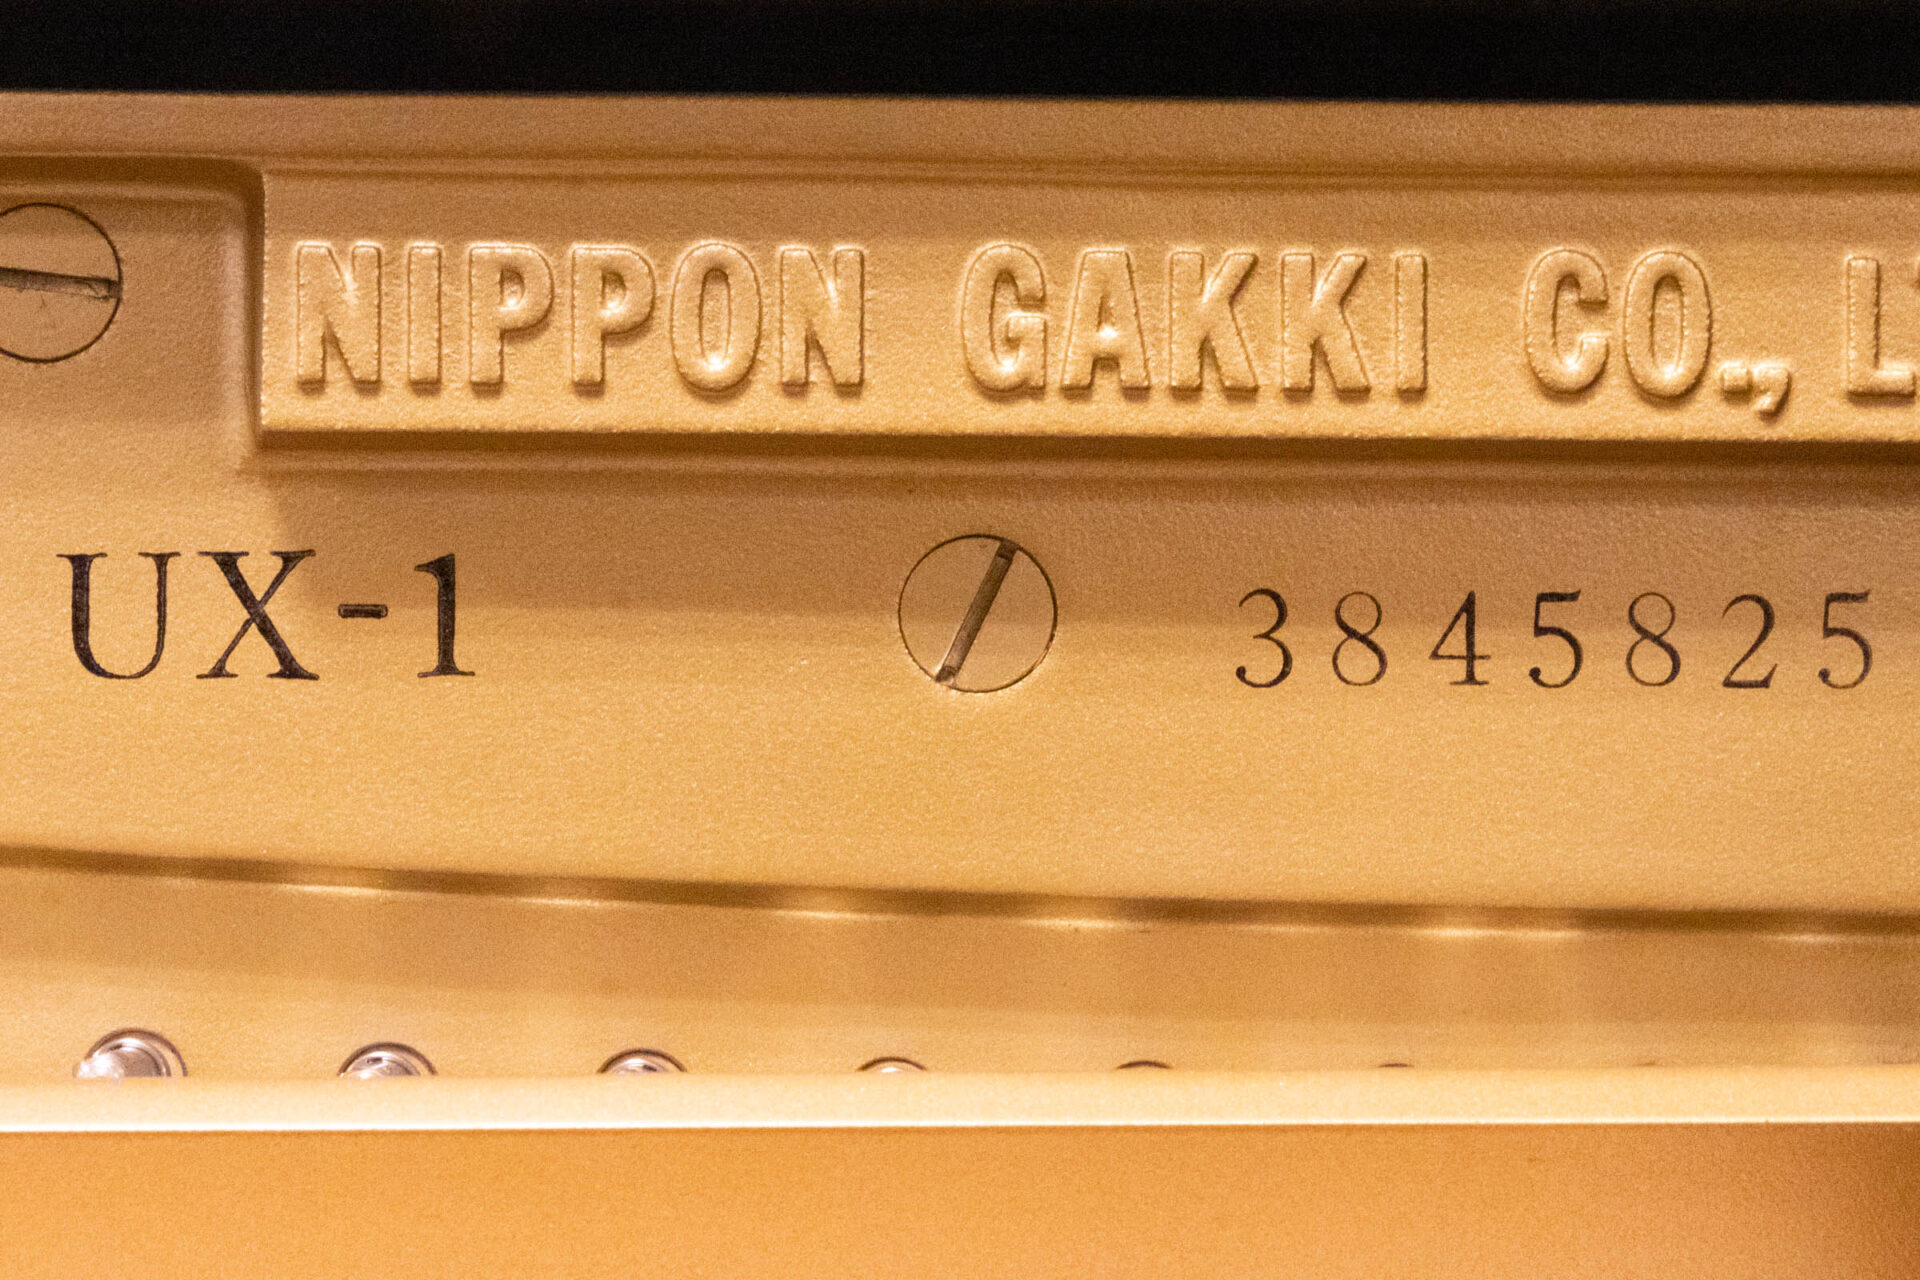 NIPPON GAKKI CO., L
UX-1 3845825